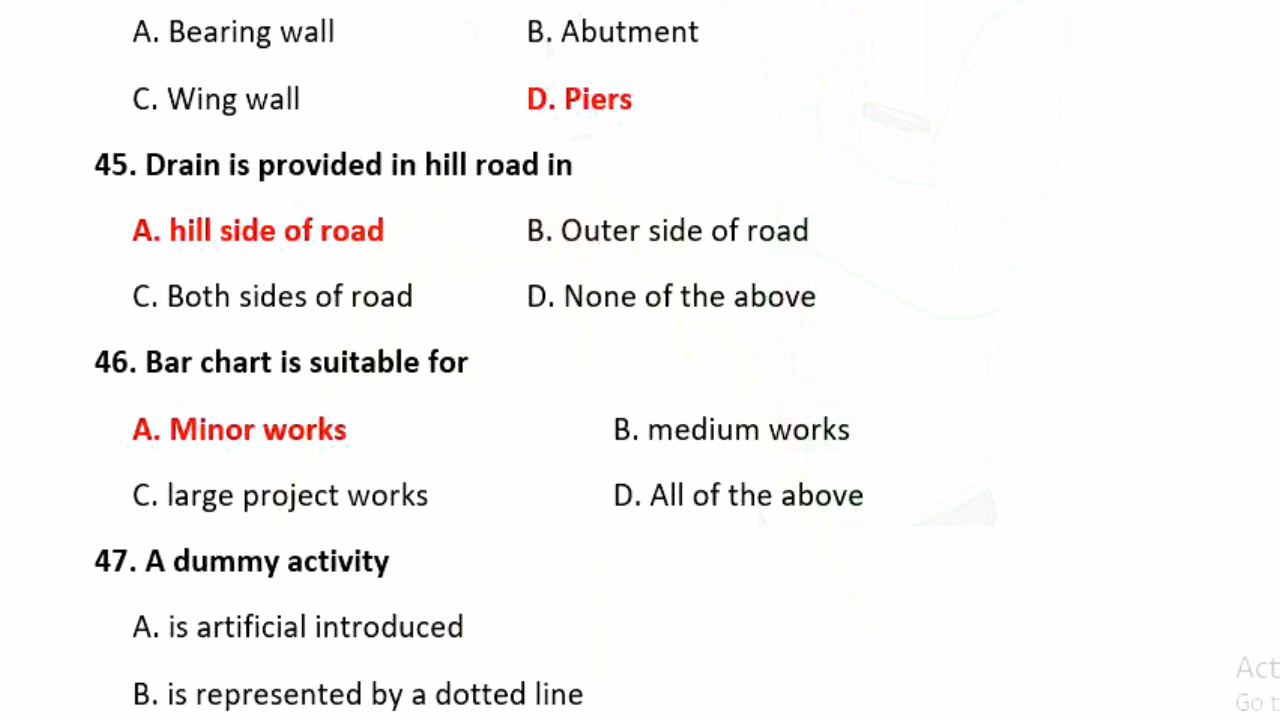 A. Bearing wall B. Abutment
C. Wing wall D. Piers
45. Drain is provided in hill road in
A. hill side of road B. Outer side of road
C. Both sides of road D. None of the above
46. Bar chart is suitable for
A. Minor works B. medium works
C. large project works D. All of the above
47. A dummy activity
A. is artificial introduced
B. is represented by a dotted line
Act
Go t